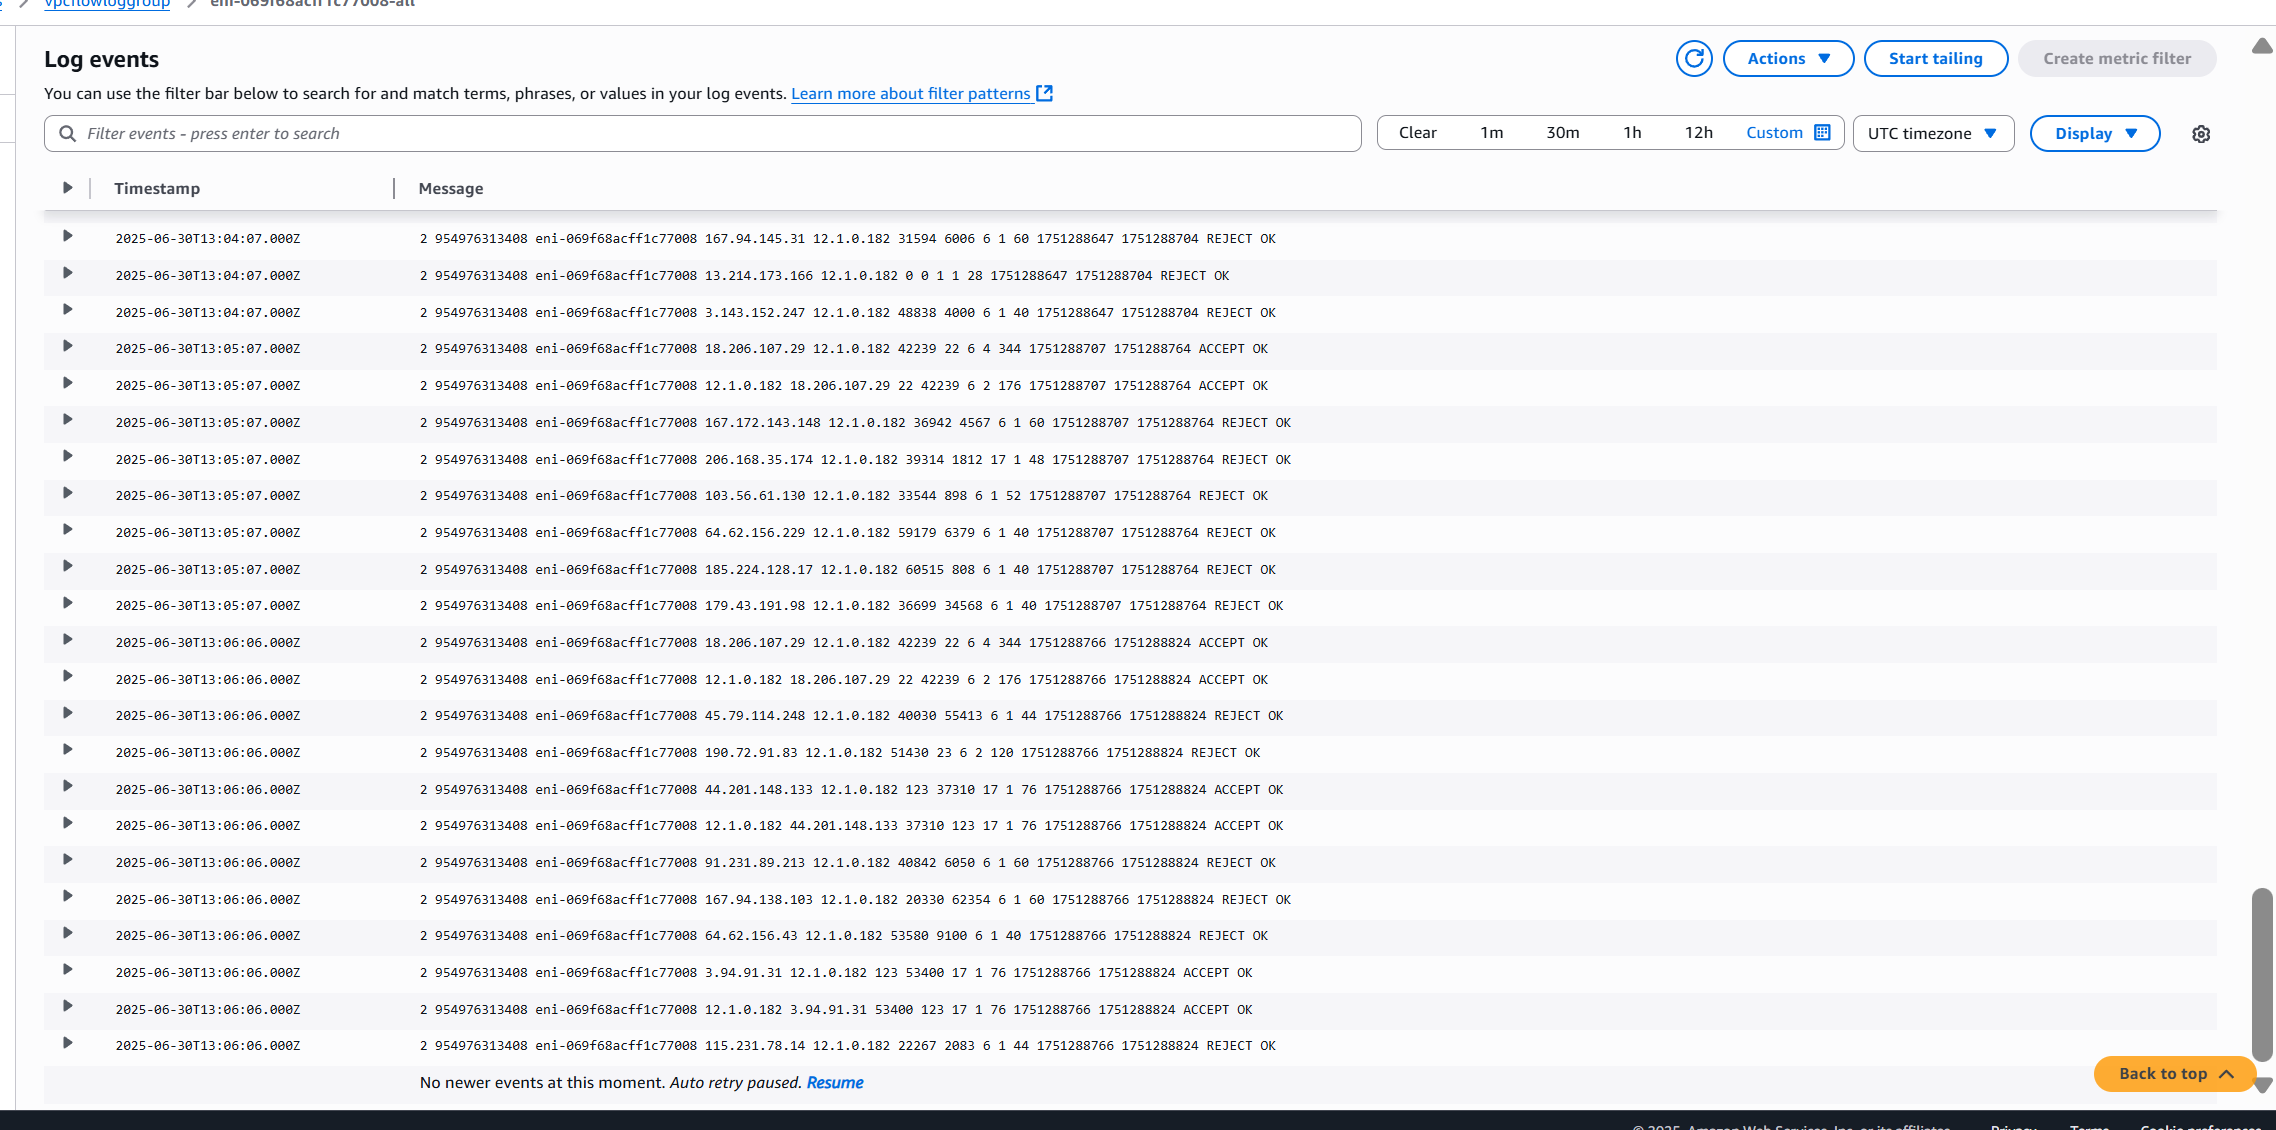 vpcflowloggroup
eni-069f68acff1c77008-all
Log events
Actions
Start tailing
Create metric filter
You can use the filter bar below to search for and match terms, phrases, or values in your log events. Learn more about filter patterns
Filter events - press enter to search
Clear 1m 30m 1h 12h Custom
UTC timezone
Display
Timestamp Message
2025-06-30T13:04:07.000Z 2 954976313408 eni-069f68acff1c77008 167.94.145.31 12.1.0.182 31594 6006 6 1 60 1751288647 1751288704 REJECT OK
2025-06-30T13:04:07.000Z 2 954976313408 eni-069f68acff1c77008 13.214.173.166 12.1.0.182 0 0 1 1 28 1751288647 1751288704 REJECT OK
2025-06-30T13:04:07.000Z 2 954976313408 eni-069f68acff1c77008 3.143.152.247 12.1.0.182 48838 4000 6 1 40 1751288647 1751288704 REJECT OK
2025-06-30T13:05:07.000Z 2 954976313408 eni-069f68acff1c77008 18.206.107.29 12.1.0.182 42239 22 6 4 344 1751288707 1751288764 ACCEPT OK
2025-06-30T13:05:07.000Z 2 954976313408 eni-069f68acff1c77008 12.1.0.182 18.206.107.29 22 42239 6 2 176 1751288707 1751288764 ACCEPT OK
2025-06-30T13:05:07.000Z 2 954976313408 eni-069f68acff1c77008 167.172.143.148 12.1.0.182 36942 4567 6 1 60 1751288707 1751288764 REJECT OK
2025-06-30T13:05:07.000Z 2 954976313408 eni-069f68acff1c77008 206.168.35.174 12.1.0.182 39314 1812 17 1 48 1751288707 1751288764 REJECT OK
2025-06-30T13:05:07.000Z 2 954976313408 eni-069f68acff1c77008 103.56.61.130 12.1.0.182 33544 898 6 1 52 1751288707 1751288764 REJECT OK
2025-06-30T13:05:07.000Z 2 954976313408 eni-069f68acff1c77008 64.62.156.229 12.1.0.182 59179 6379 6 1 40 1751288707 1751288764 REJECT OK
2025-06-30T13:05:07.000Z 2 954976313408 eni-069f68acff1c77008 185.224.128.17 12.1.0.182 60515 808 6 1 40 1751288707 1751288764 REJECT OK
2025-06-30T13:05:07.000Z 2 954976313408 eni-069f68acff1c77008 179.43.191.98 12.1.0.182 36699 34568 6 1 40 1751288707 1751288764 REJECT OK
2025-06-30T13:06:06.000Z 2 954976313408 eni-069f68acff1c77008 18.206.107.29 12.1.0.182 42239 22 6 4 344 1751288766 1751288824 ACCEPT OK
2025-06-30T13:06:06.000Z 2 954976313408 eni-069f68acff1c77008 12.1.0.182 18.206.107.29 22 42239 6 2 176 1751288766 1751288824 ACCEPT OK
2025-06-30T13:06:06.000Z 2 954976313408 eni-069f68acff1c77008 45.79.114.248 12.1.0.182 40030 55413 6 1 44 1751288766 1751288824 REJECT OK
2025-06-30T13:06:06.000Z 2 954976313408 eni-069f68acff1c77008 190.72.91.83 12.1.0.182 51430 23 6 2 120 1751288766 1751288824 REJECT OK
2025-06-30T13:06:06.000Z 2 954976313408 eni-069f68acff1c77008 44.201.148.133 12.1.0.182 123 37310 17 1 76 1751288766 1751288824 ACCEPT OK
2025-06-30T13:06:06.000Z 2 954976313408 eni-069f68acff1c77008 12.1.0.182 44.201.148.133 37310 123 17 1 76 1751288766 1751288824 ACCEPT OK
2025-06-30T13:06:06.000Z 2 954976313408 eni-069f68acff1c77008 91.231.89.213 12.1.0.182 40842 6050 6 1 60 1751288766 1751288824 REJECT OK
2025-06-30T13:06:06.000Z 2 954976313408 eni-069f68acff1c77008 167.94.138.103 12.1.0.182 20330 62354 6 1 60 1751288766 1751288824 REJECT OK
2025-06-30T13:06:06.000Z 2 954976313408 eni-069f68acff1c77008 64.62.156.43 12.1.0.182 53580 9100 6 1 40 1751288766 1751288824 REJECT OK
2025-06-30T13:06:06.000Z 2 954976313408 eni-069f68acff1c77008 3.94.91.31 12.1.0.182 123 53400 17 1 76 1751288766 1751288824 ACCEPT OK
2025-06-30T13:06:06.000Z 2 954976313408 eni-069f68acff1c77008 12.1.0.182 3.94.91.31 53400 123 17 1 76 1751288766 1751288824 ACCEPT OK
2025-06-30T13:06:06.000Z 2 954976313408 eni-069f68acff1c77008 115.231.78.14 12.1.0.182 22267 2083 6 1 44 1751288766 1751288824 REJECT OK
No newer events at this moment. Auto retry paused. Resume
Back to top
© 2025, Amazon Web Services, Inc. or its affiliates. Privacy Terms Cookie preferences